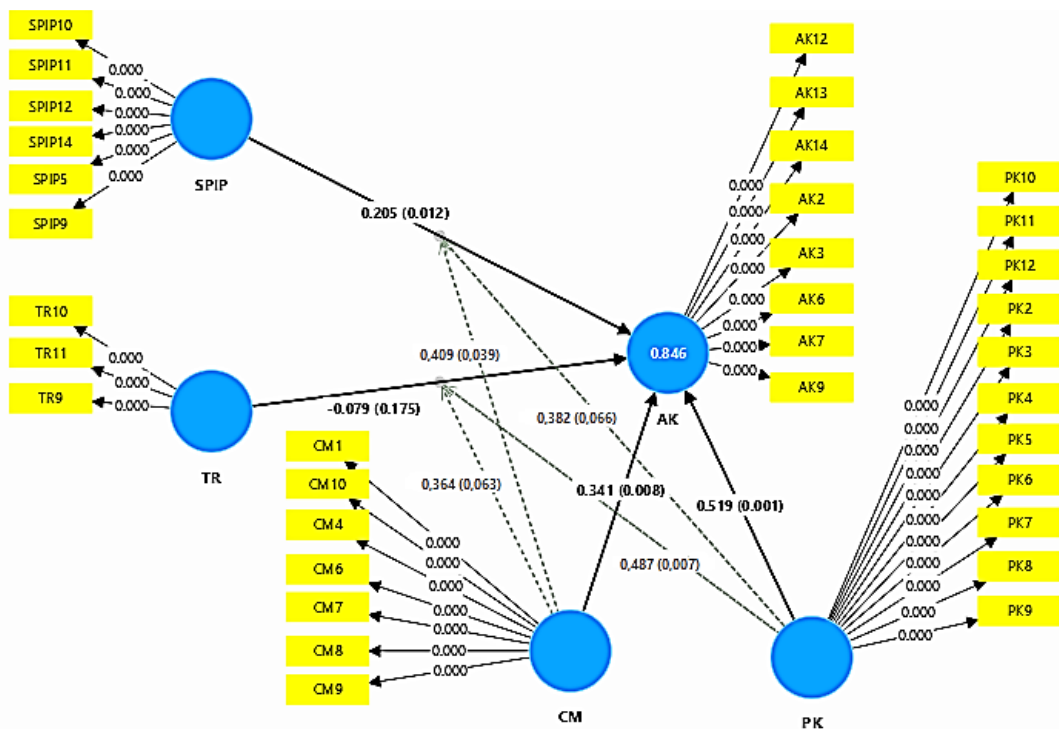 SPIP10
SPIP11
SPIP12
SPIP14
SPIP5
SPIP9
0.000
0.000
0.000
0.000
0.000
0.000
SPIP
0.205 (0.012)
TR10
TR11
TR9
0.000
0.000
0.000
TR
-0.079 (0.175)
0,409 (0,039)
0,382 (0,066)
0,364 (0,063)
0.341 (0.008)
0.519 (0.001)
0,487 (0,007)
AK12
AK13
AK14
AK2
AK3
AK6
AK7
AK9
0.000
0.000
0.000
0.000
0.000
0.000
0.000
0.000
0.846
AK
CM1
CM10
CM4
CM6
CM7
CM8
CM9
0.000
0.000
0.000
0.000
0.000
0.000
0.000
CM
PK10
PK11
PK12
PK2
PK3
PK4
PK5
PK6
PK7
PK8
PK9
0.000
0.000
0.000
0.000
0.000
0.000
0.000
0.000
0.000
0.000
0.000
PK